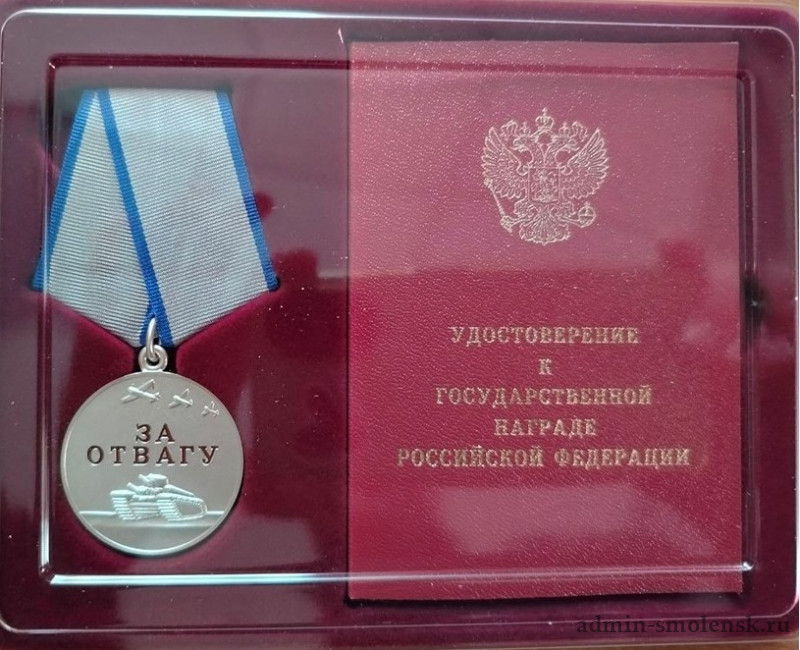 ЗА
ОТВАГУ
УДОСТОВЕРЕНИЕ
К
ГОСУДАРСТВЕННОЙ
НАГРАДЕ
РОССИЙСКОЙ ФЕДЕРАЦИИ
admin-smolensk.ru